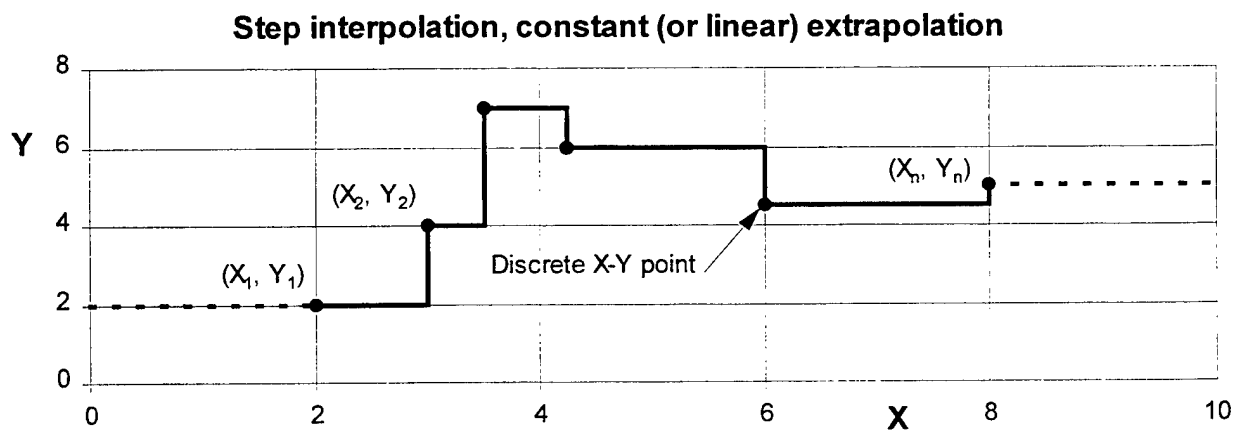 Step interpolation, constant (or linear) extrapolation
8
Y
6
(X₂, Y₂)
(Xₙ, Yₙ)
4
Discrete X-Y point
(X₁, Y₁)
2
0
0 2 4 6 X 8 10